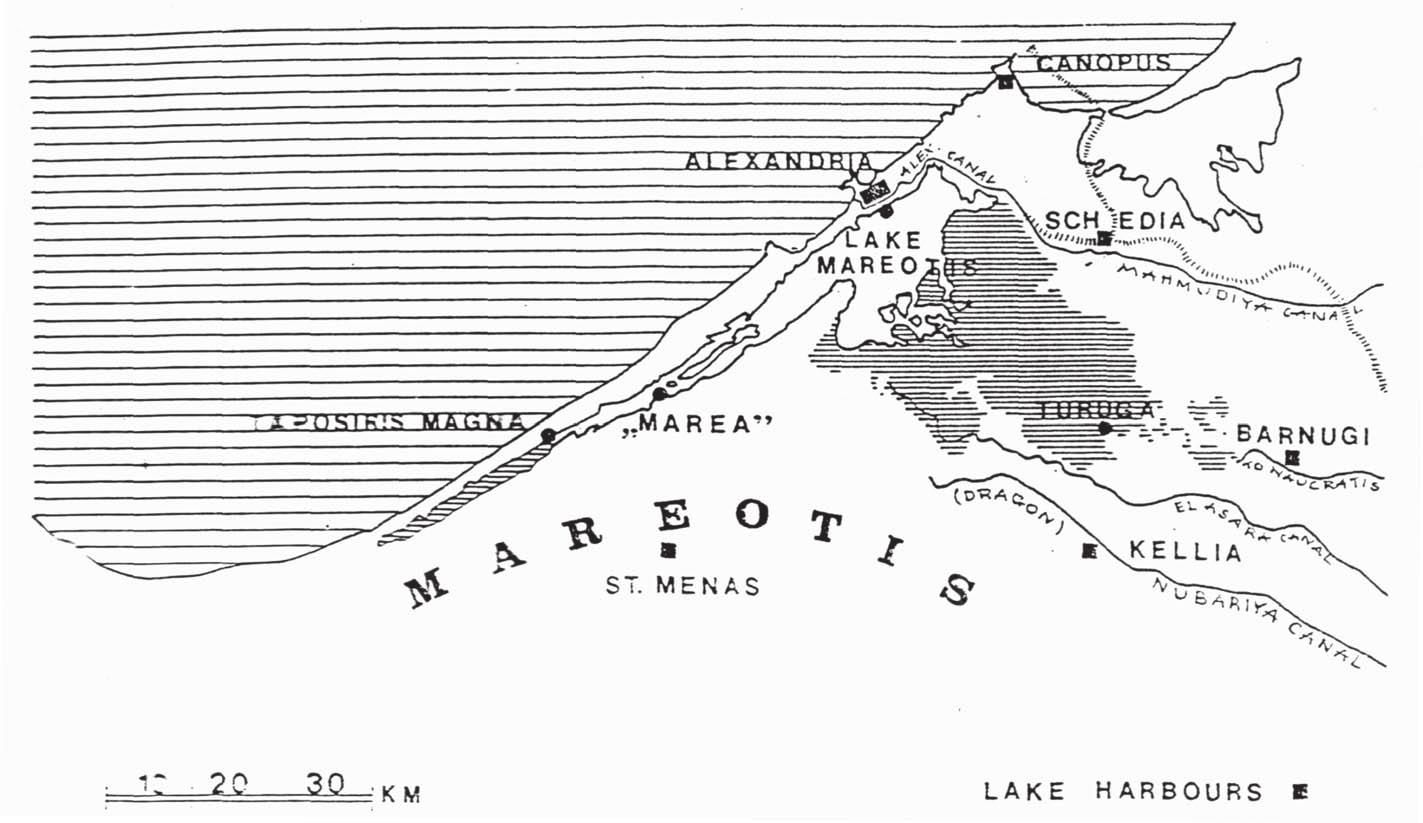 CANOPUS
ALEXANDRIA
ALEX. CANAL
SCHEDIA
LAKE
MAREOTIS
MAHMUDIYA CANAL
TAPOSIRIS MAGNA
„MAREA”
TURUGA
BARNUGI
TO NAUCRATIS
(DRAGON)
EL ASARA CANAL
MAREOTIS
KELLIA
ST. MENAS
NUBARIYA CANAL
10 20 30 KM
LAKE HARBOURS